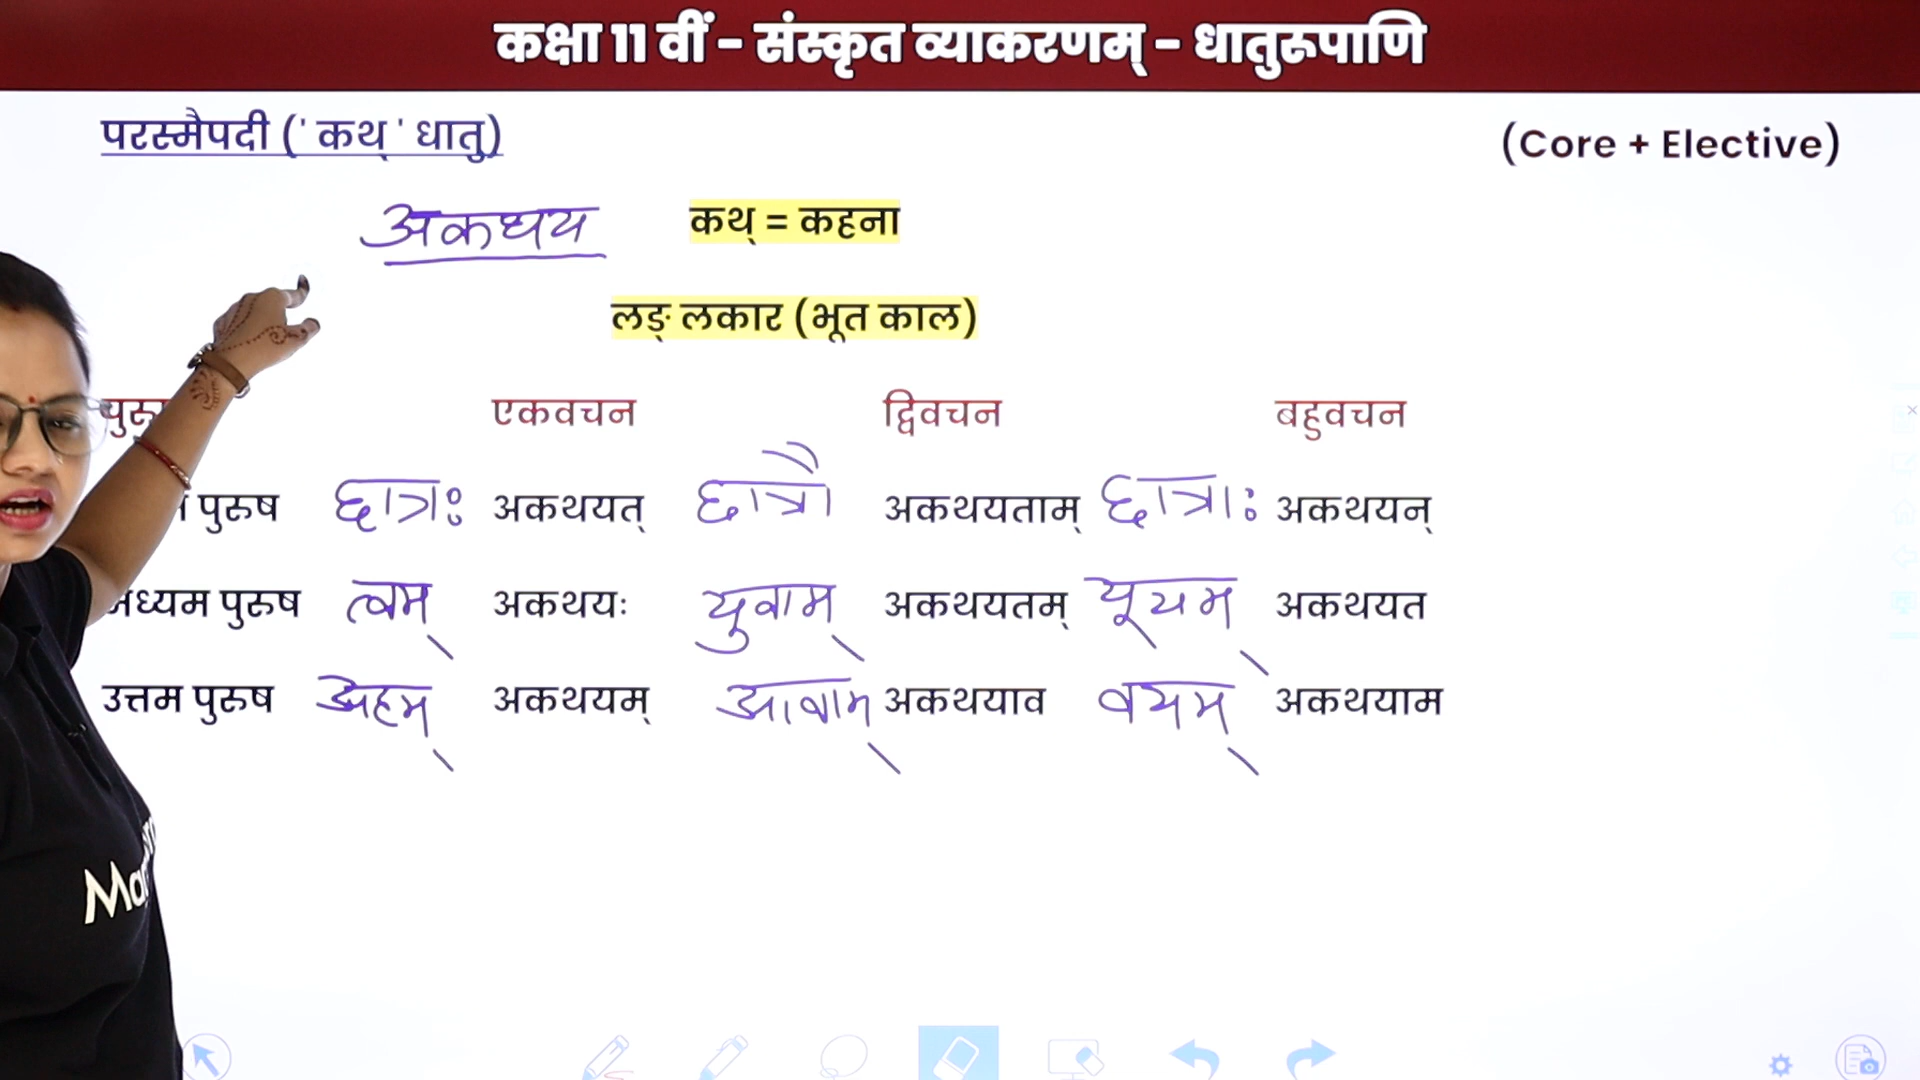 कक्षा 11 वीं - संस्कृत व्याकरणम् - धातुरूपाणि
परस्मैपदी ( ' कथ् ' धातु)
(Core + Elective)
अकथय कथ् = कहना
लङ् लकार (भूत काल)
एकवचन द्विवचन बहुवचन
पुरुष छात्रः अकथयत् छात्रौ अकथयताम् छात्राः अकथयन्
मध्यम पुरुष त्वम् अकथयः युवाम् अकथयतम् यूयम् अकथयत
उत्तम पुरुष अहम् अकथयम् आवाम् अकथयाव वयम् अकथयाम